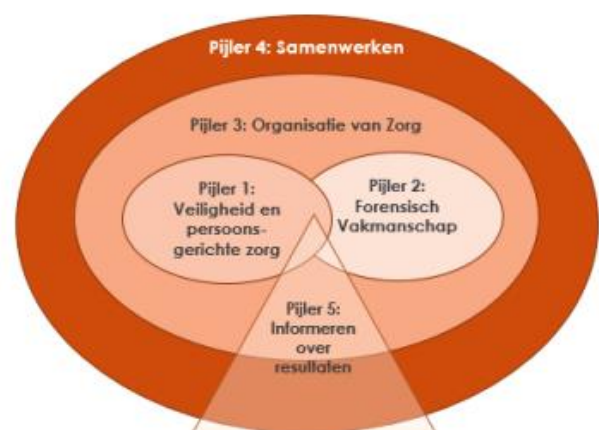 Pijler 4: Samenwerken
Pijler 3: Organisatie van Zorg
Pijler 1:
Veiligheid en
persoons-
gerichte zorg
Pijler 2:
Forensisch
Vakmanschap
Pijler 5:
Informeren
over
resultaten